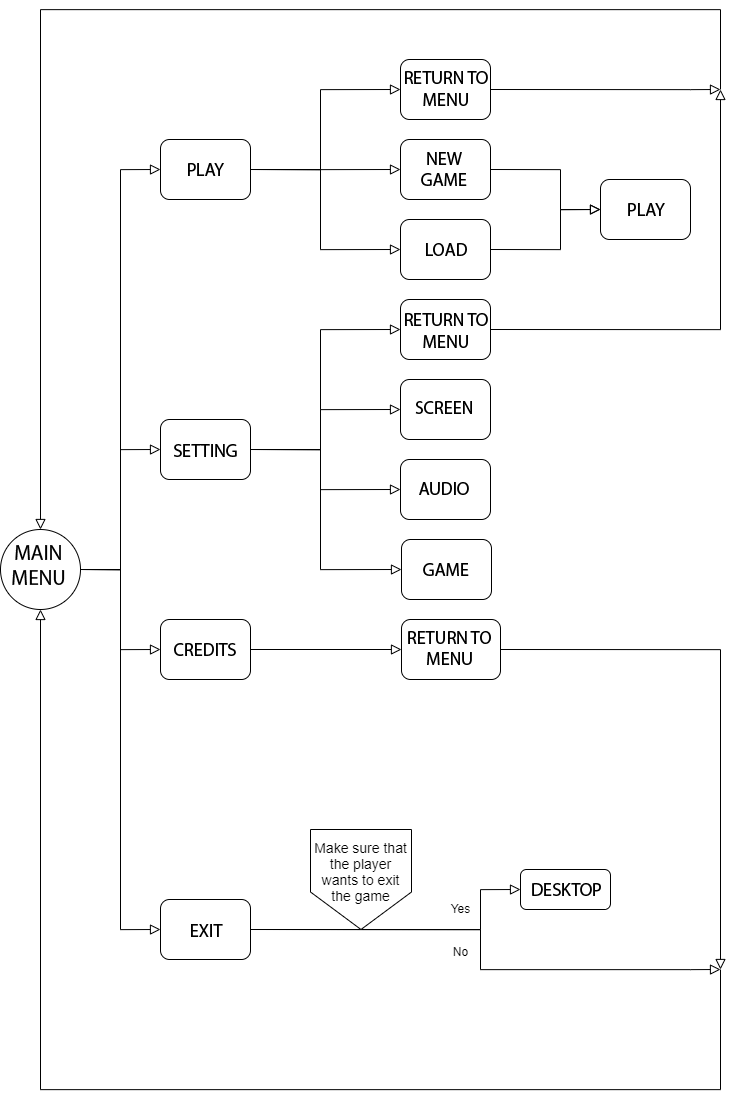 RETURN TO
MENU
NEW
GAME
PLAY
LOAD
PLAY
RETURN TO
MENU
SCREEN
SETTING
AUDIO
GAME
MAIN
MENU
CREDITS
RETURN TO
MENU
Make sure that
the player
wants to exit
the game
EXIT
Yes
DESKTOP
No